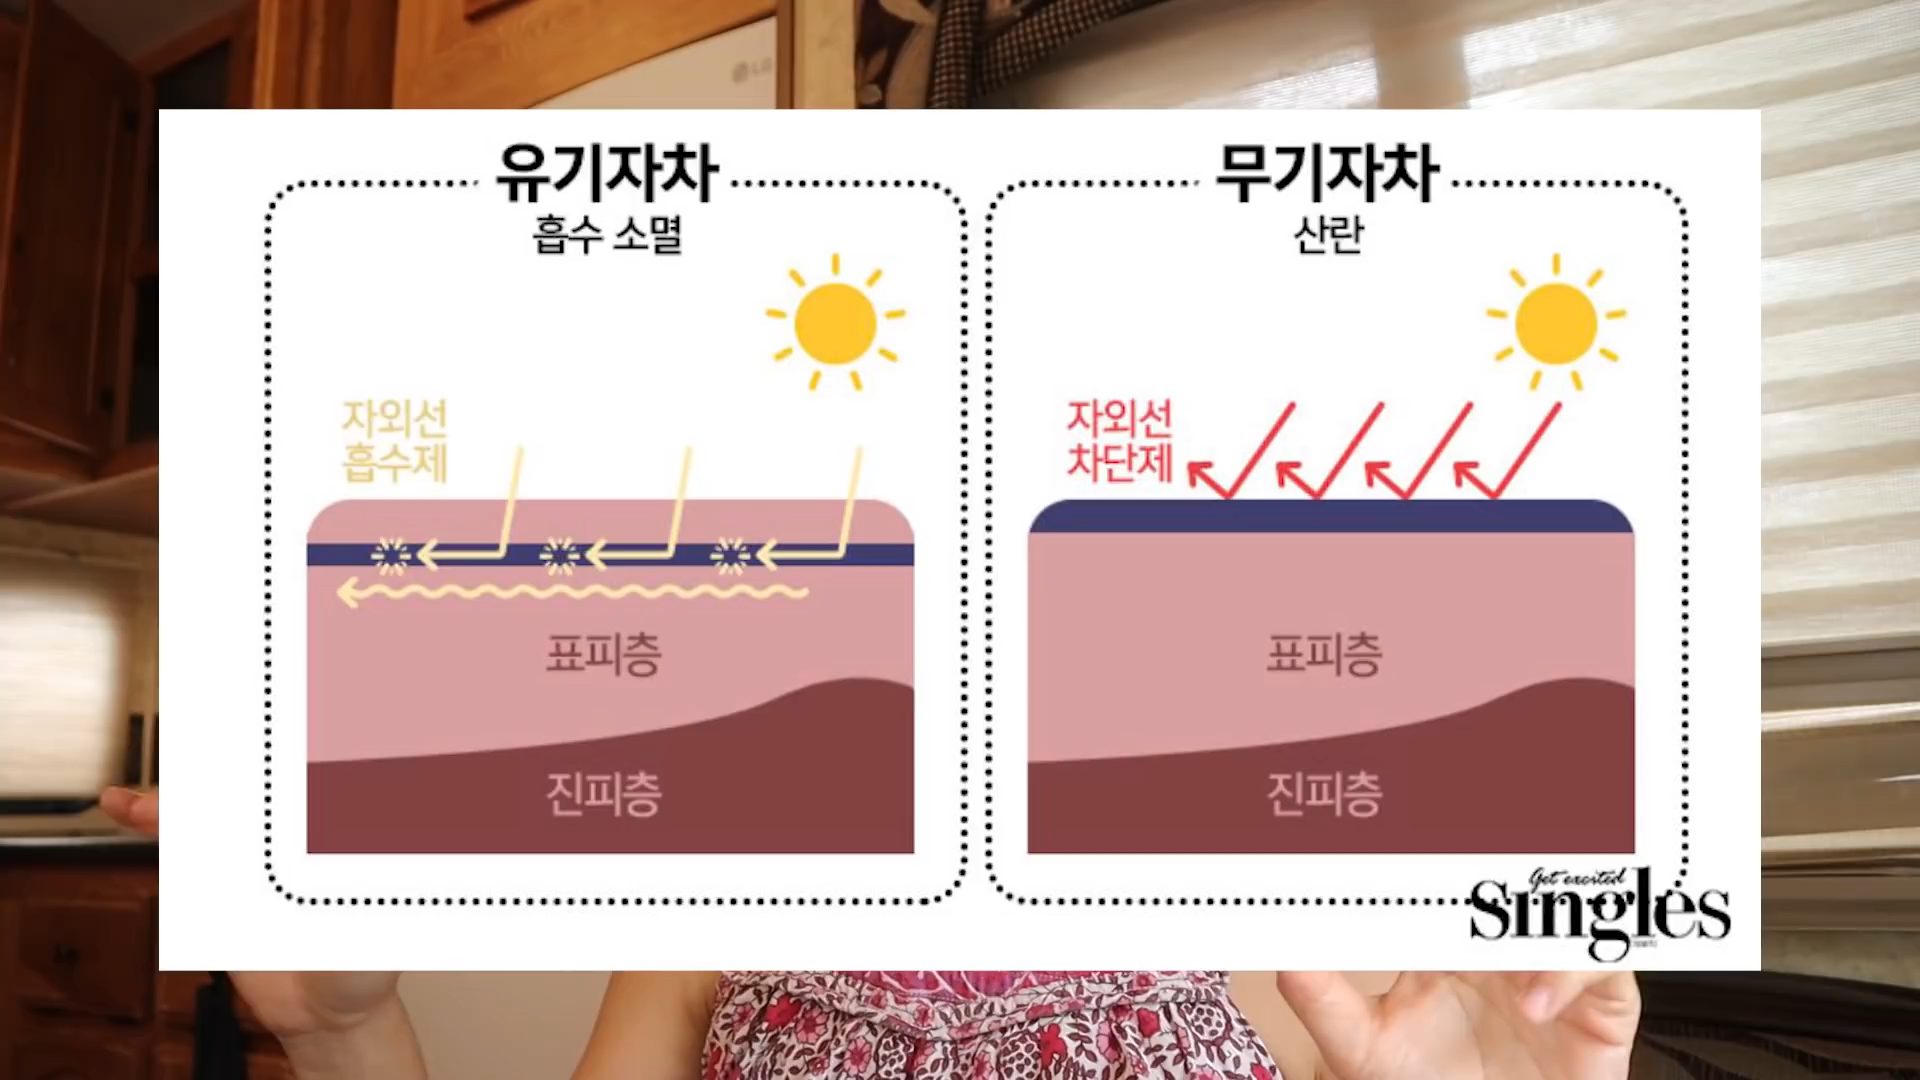 LG
유기자차
흡수 소멸
자외선
흡수제
표피층
진피층
무기자차
산란
자외선
차단제
표피층
진피층
Get excited
Singles